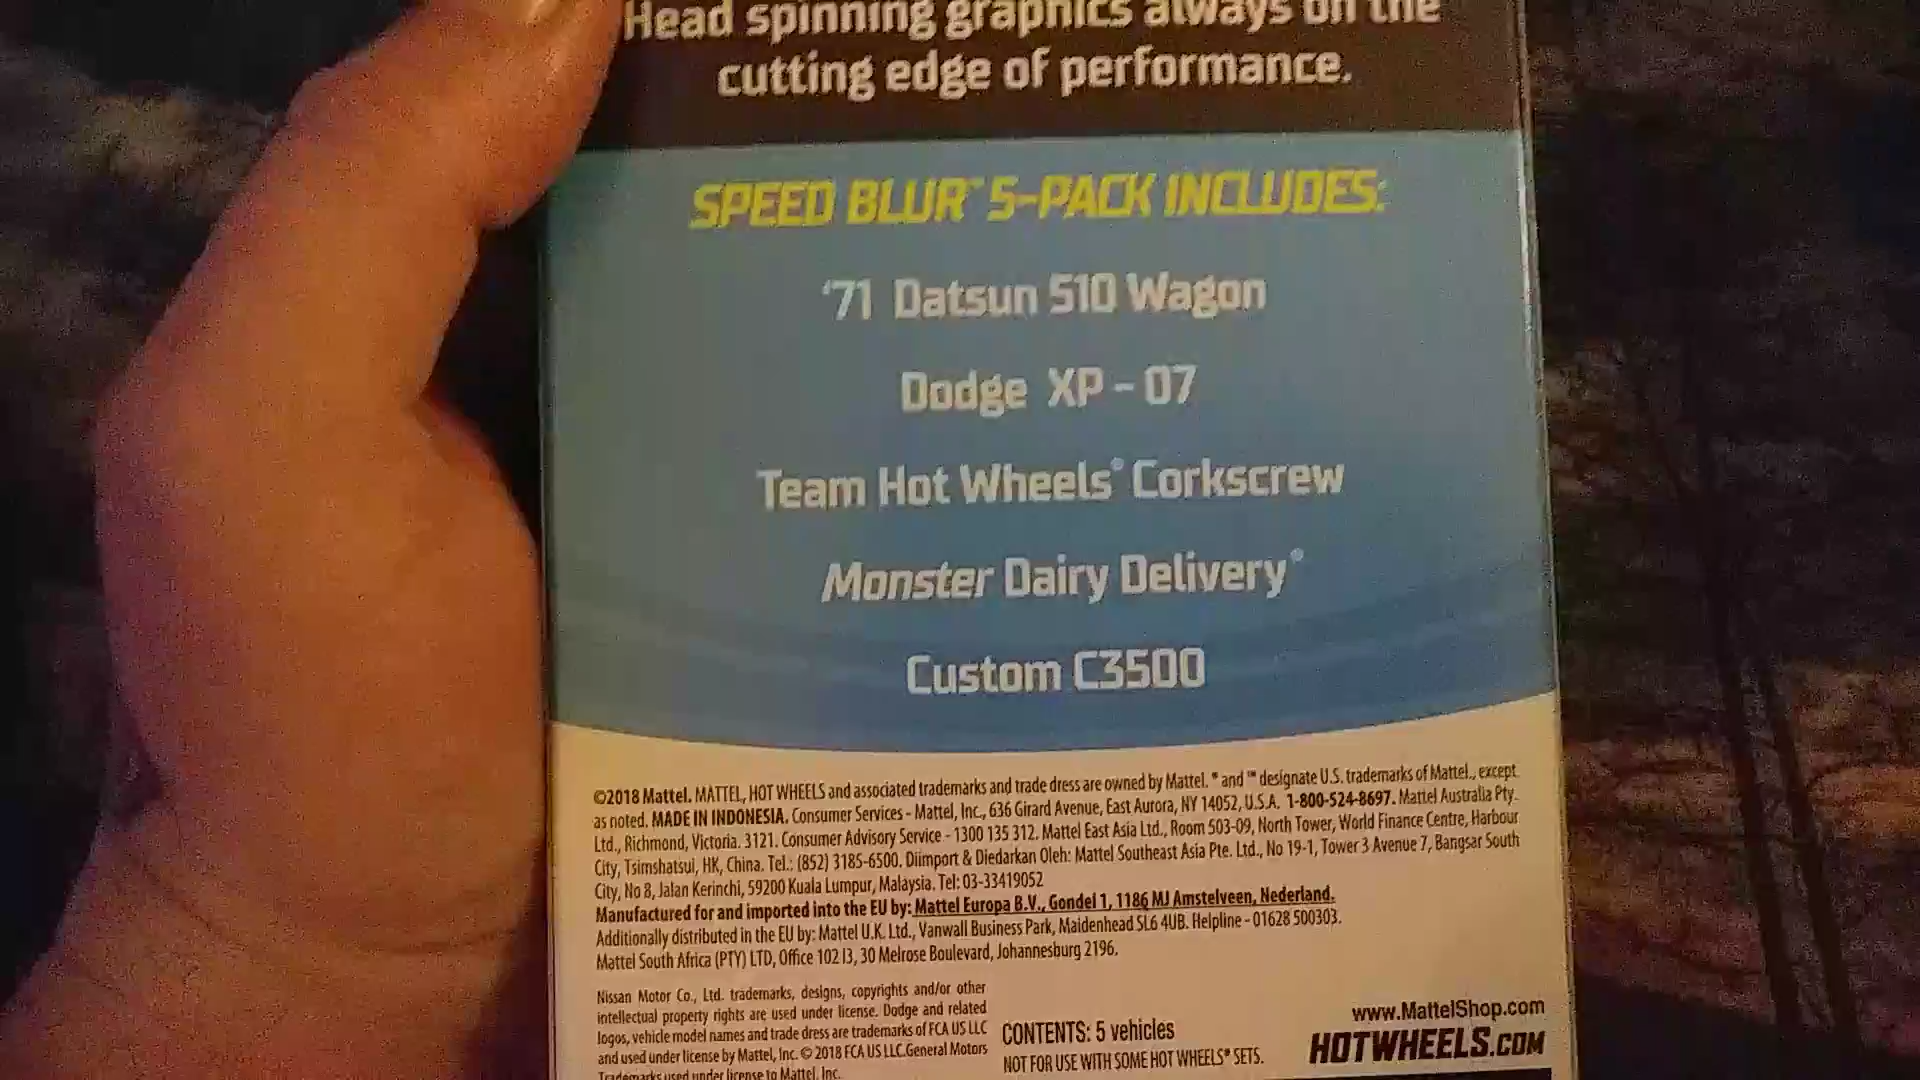 Head spinning graphics always on the
cutting edge of performance.
SPEED BLUR™ 5-PACK INCLUDES:
'71 Datsun 510 Wagon
Dodge XP - 07
Team Hot Wheels® Corkscrew
Monster Dairy Delivery®
Custom C3500
©2018 Mattel. MATTEL, HOT WHEELS and associated trademarks and trade dress are owned by Mattel. ® and ™ designate U.S. trademarks of Mattel., except
as noted. MADE IN INDONESIA. Consumer Services - Mattel, Inc., 636 Girard Avenue, East Aurora, NY 14052, U.S.A. 1-800-524-8697. Mattel Australia Pty.
Ltd., Richmond, Victoria. 3121. Consumer Advisory Service - 1300 135 312. Mattel East Asia Ltd., Room 503-09, North Tower, World Finance Centre, Harbour
City, Tsimshatsui, HK, China. Tel.: (852) 3185-6500. Diimport & Diedarkan Oleh: Mattel Southeast Asia Pte. Ltd., No 19-1, Tower 3 Avenue 7, Bangsar South
City, No 8, Jalan Kerinchi, 59200 Kuala Lumpur, Malaysia. Tel: 03-33419052
Manufactured for and imported into the EU by: Mattel Europa B.V., Gondel 1, 1186 MJ Amstelveen, Nederland.
Additionally distributed in the EU by: Mattel U.K. Ltd., Vanwall Business Park, Maidenhead SL6 4UB. Helpline - 01628 500303.
Mattel South Africa (PTY) LTD, Office 102 I3, 30 Melrose Boulevard, Johannesburg 2196.
Nissan Motor Co., Ltd. trademarks, designs, copyrights and/or other
intellectual property rights are used under license. Dodge and related
logos, vehicle model names and trade dress are trademarks of FCA US LLC
and used under license by Mattel, Inc. © 2018 FCA US LLC.General Motors
Trademarks used under license to Mattel, Inc.
CONTENTS: 5 vehicles
NOT FOR USE WITH SOME HOT WHEELS® SETS.
www.MattelShop.com
HOTWHEELS.COM